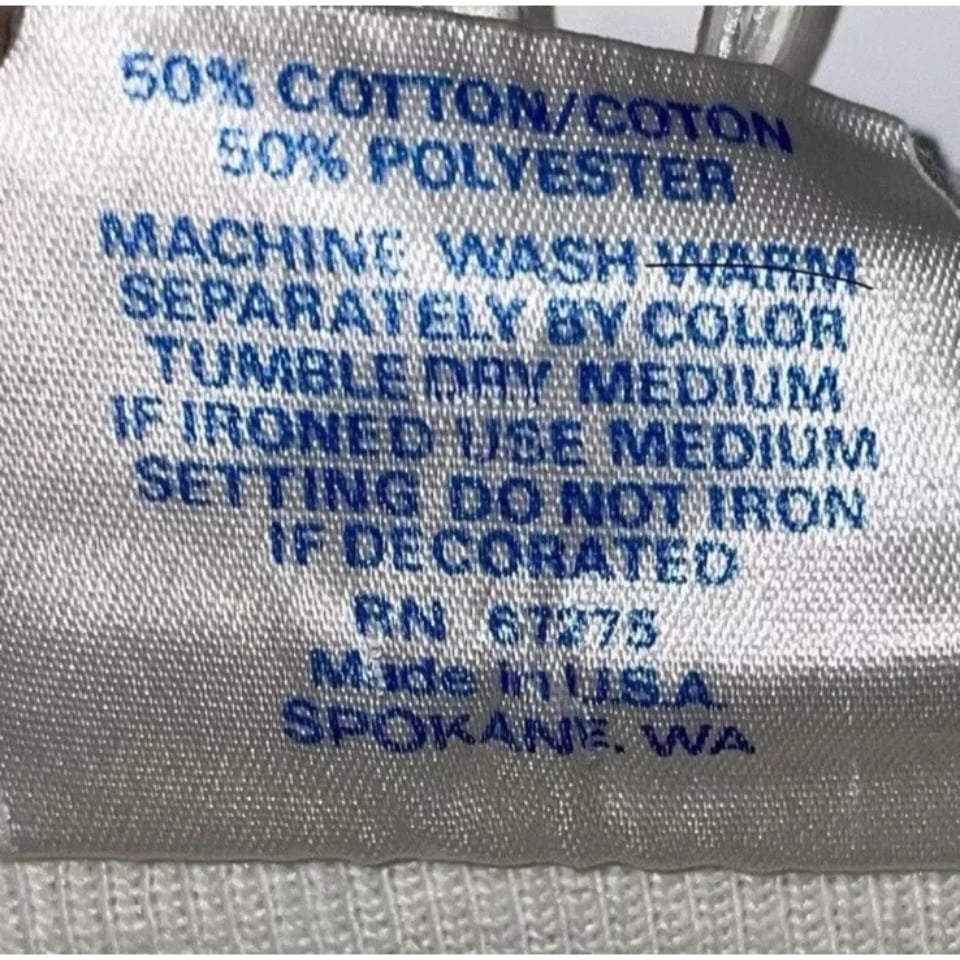 50% COTTON/COTON
50% POLYESTER
MACHINE WASH WARM
SEPARATELY BY COLOR
TUMBLE DRY MEDIUM
IF IRONED USE MEDIUM
SETTING DO NOT IRON
IF DECORATED
RN 67275
Made in U.S.A.
SPOKANE, WA